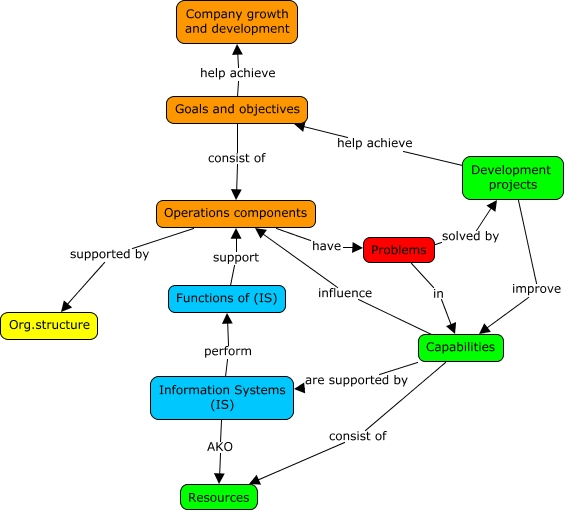 Company growth
and development
help achieve
Goals and objectives
help achieve
consist of
Development
projects
Operations components
solved by
have
Problems
supported by
support
Functions of (IS)
influence
in
improve
Org.structure
Capabilities
perform
Information Systems
(IS)
are supported by
AKO
consist of
Resources